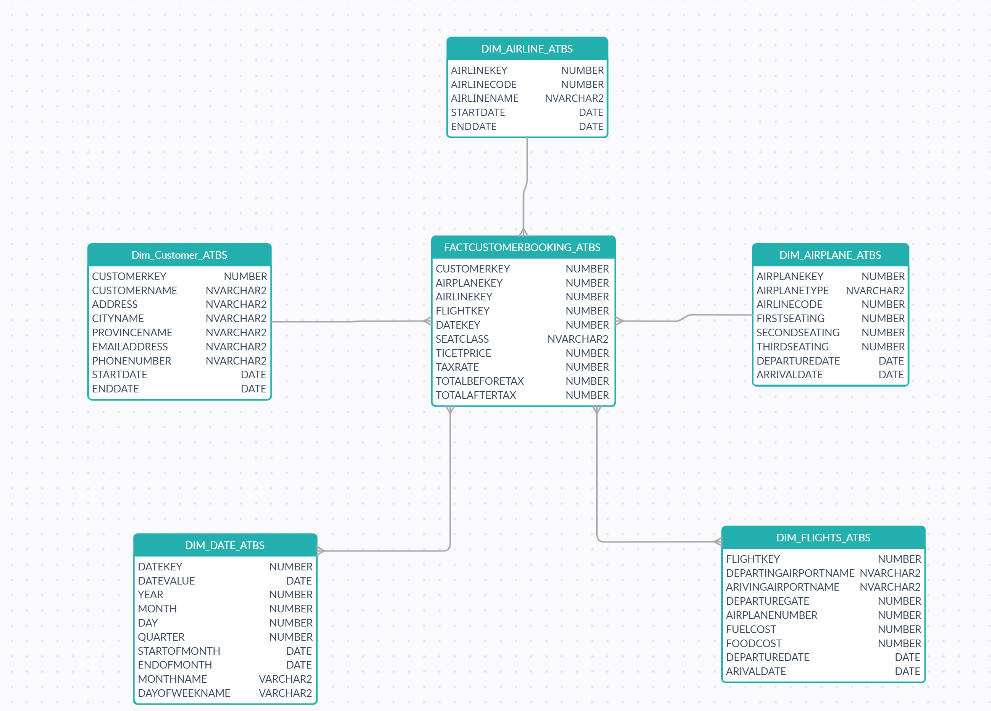 DIM_AIRLINE_ATBS
AIRLINEKEY NUMBER
AIRLINECODE NUMBER
AIRLINENAME NVARCHAR2
STARTDATE DATE
ENDDATE DATE
Dim_Customer_ATBS
CUSTOMERKEY NUMBER
CUSTOMERNAME NVARCHAR2
ADDRESS NVARCHAR2
CITYNAME NVARCHAR2
PROVINCENAME NVARCHAR2
EMAILADDRESS NVARCHAR2
PHONENUMBER NVARCHAR2
STARTDATE DATE
ENDDATE DATE
FACTCUSTOMERBOOKING_ATBS
CUSTOMERKEY NUMBER
AIRPLANEKEY NUMBER
AIRLINEKEY NUMBER
FLIGHTKEY NUMBER
DATEKEY NUMBER
SEATCLASS NVARCHAR2
TICETPRICE NUMBER
TAXRATE NUMBER
TOTALBEFORETAX NUMBER
TOTALAFTERTAX NUMBER
DIM_AIRPLANE_ATBS
AIRPLANEKEY NUMBER
AIRPLANETYPE NVARCHAR2
AIRLINECODE NUMBER
FIRSTSEATING NUMBER
SECONDSEATING NUMBER
THIRDSEATING NUMBER
DEPARTUREDATE DATE
ARRIVALDATE DATE
DIM_DATE_ATBS
DATEKEY NUMBER
DATEVALUE DATE
YEAR NUMBER
MONTH NUMBER
DAY NUMBER
QUARTER NUMBER
STARTOFMONTH DATE
ENDOFMONTH DATE
MONTHNAME VARCHAR2
DAYOFWEEKNAME VARCHAR2
DIM_FLIGHTS_ATBS
FLIGHTKEY NUMBER
DEPARTINGAIRPORTNAME NVARCHAR2
ARIVINGAIRPORTNAME NVARCHAR2
DEPARTUREGATE NUMBER
AIRPLANENUMBER NUMBER
FUELCOST NUMBER
FOODCOST NUMBER
DEPARTUREDATE DATE
ARIVALDATE DATE